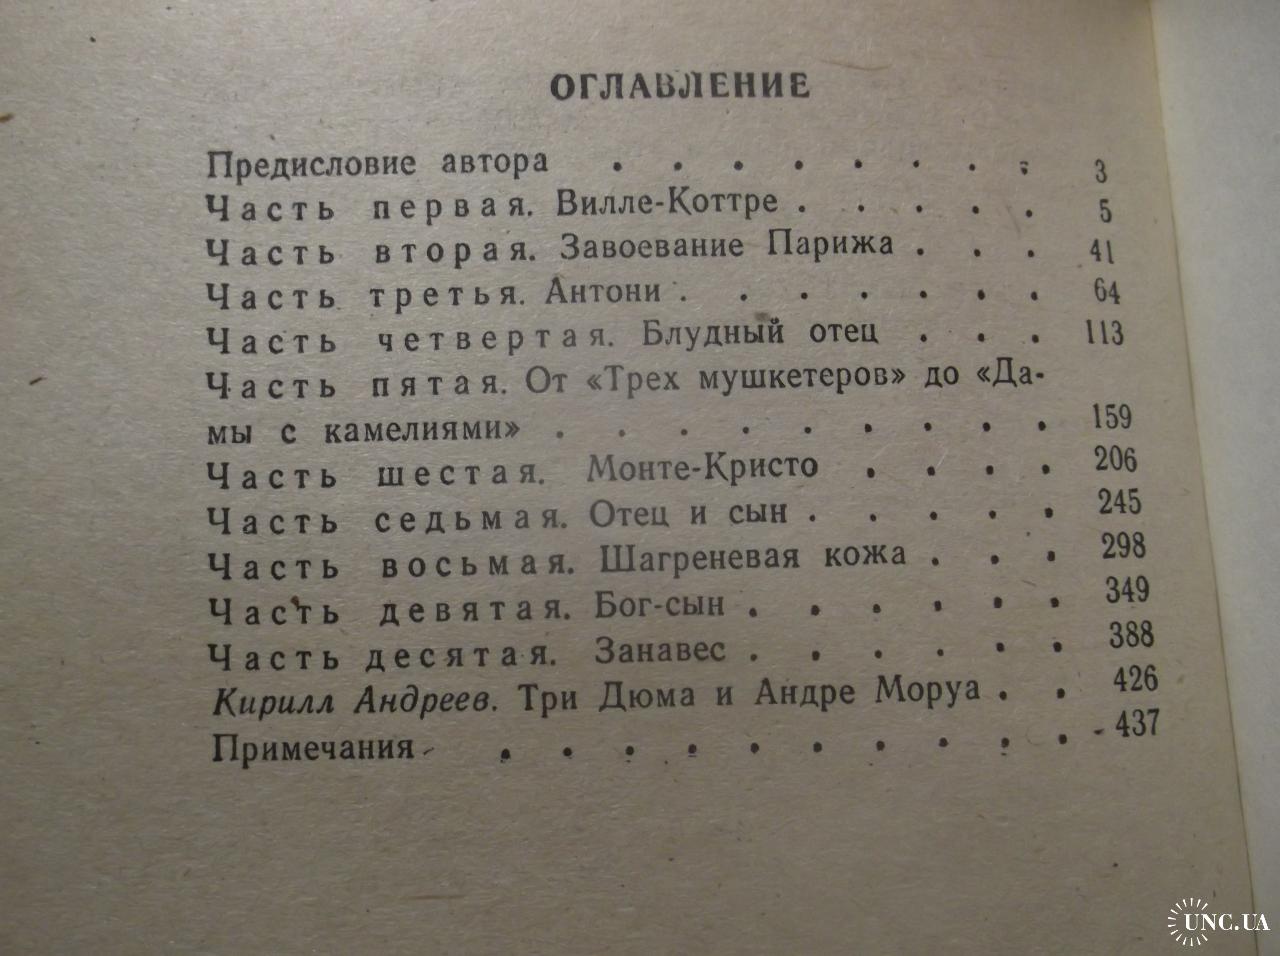 ОГЛАВЛЕНИЕ
Предисловие автора . . . . . . . . 3
Часть первая. Вилле-Коттре . . . . . 5
Часть вторая. Завоевание Парижа . . . 41
Часть третья. Антони . . . . . . . 64
Часть четвертая. Блудный отец . . . 113
Часть пятая. От «Трех мушкетеров» до «Да-
мы с камелиями» . . . . . . . . . 159
Часть шестая. Монте-Кристо . . . . 206
Часть седьмая. Отец и сын . . . . . 245
Часть восьмая. Шагреневая кожа . . . 298
Часть девятая. Бог-сын . . . . . . 349
Часть десятая. Занавес . . . . . . 388
Кирилл Андреев. Три Дюма и Андре Моруа . . 426
Примечания . . . . . . . . . . 437
UNC.UA